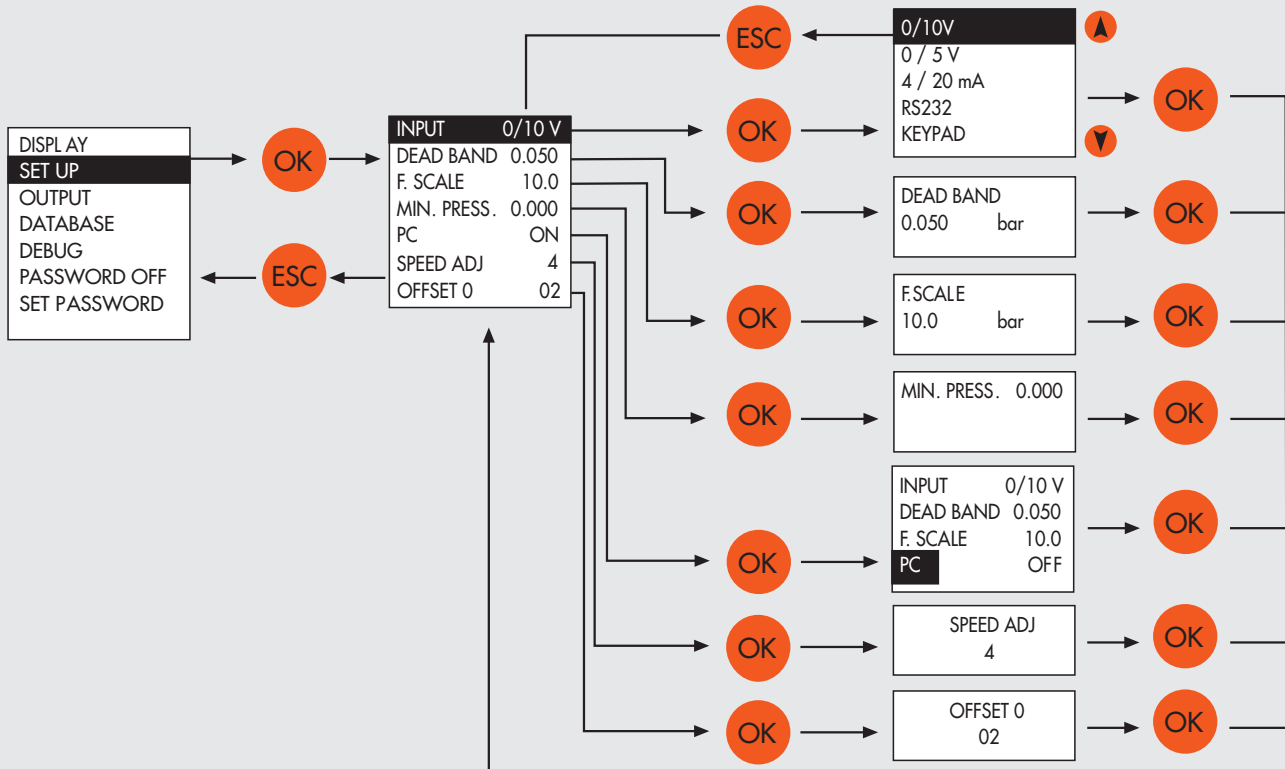 DISPL AY
SET UP
OUTPUT
DATABASE
DEBUG
PASSWORD OFF
SET PASSWORD
OK
ESC
INPUT 0/10 V
DEAD BAND 0.050
F. SCALE 10.0
MIN. PRESS. 0.000
PC ON
SPEED ADJ 4
OFFSET 0 02
ESC
OK
0/10V
0 / 5 V
4 / 20 mA
RS232
KEYPAD
OK
OK
DEAD BAND
0.050 bar
OK
OK
F.SCALE
10.0 bar
OK
OK
MIN. PRESS. 0.000
OK
OK
INPUT 0/10 V
DEAD BAND 0.050
F. SCALE 10.0
PC OFF
OK
OK
SPEED ADJ
4
OK
OK
OFFSET 0
02
OK